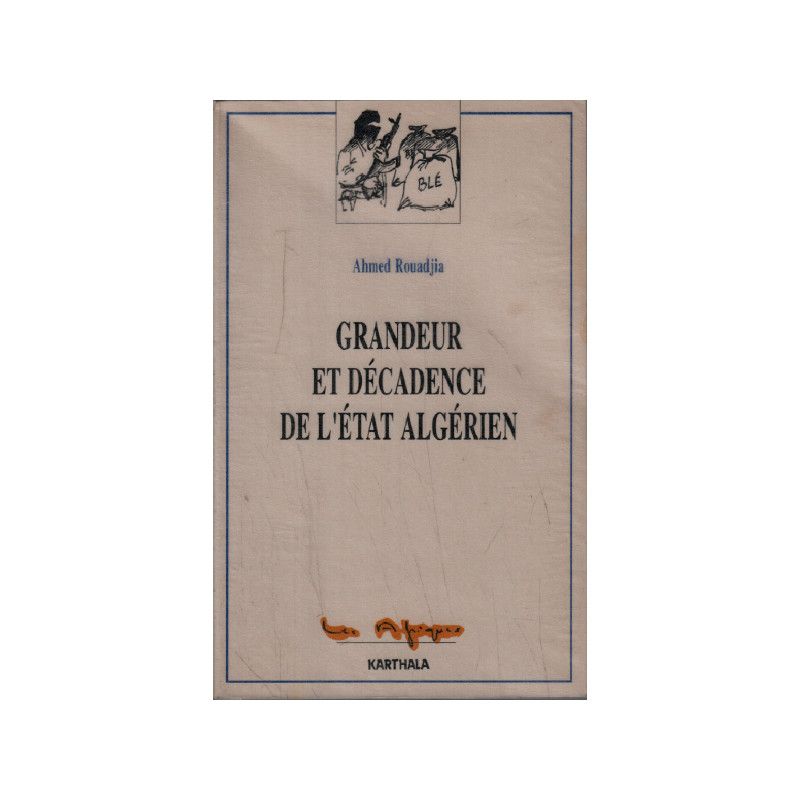 BLÉ
Ahmed Rouadjia
GRANDEUR
ET DÉCADENCE
DE L'ÉTAT ALGÉRIEN
Les Afriques
KARTHALA